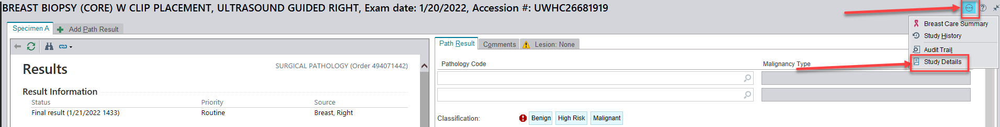 BREAST BIOPSY (CORE) W CLIP PLACEMENT, ULTRASOUND GUIDED RIGHT, Exam date: 1/20/2022, Accession #: UWHC26681919
Breast Care Summary
Study History
Audit Trail
Study Details
Specimen A
Add Path Result
Results
SURGICAL PATHOLOGY (Order 494071442)
Result Information
Status Priority Source
Final result (1/21/2022 1433) Routine Breast, Right
Path Result Comments Lesion: None
Pathology Code Malignancy Type
Classification: Benign High Risk Malignant